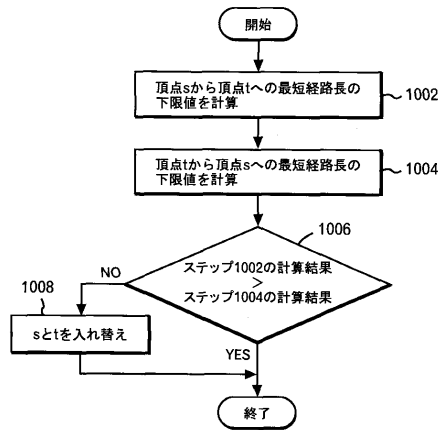 開始
頂点sから頂点tへの最短経路長の
下限値を計算
1002
頂点tから頂点sへの最短経路長の
下限値を計算
1004
1006
ステップ1002の計算結果
>
ステップ1004の計算結果
NO
1008
sとtを入れ替え
YES
終了